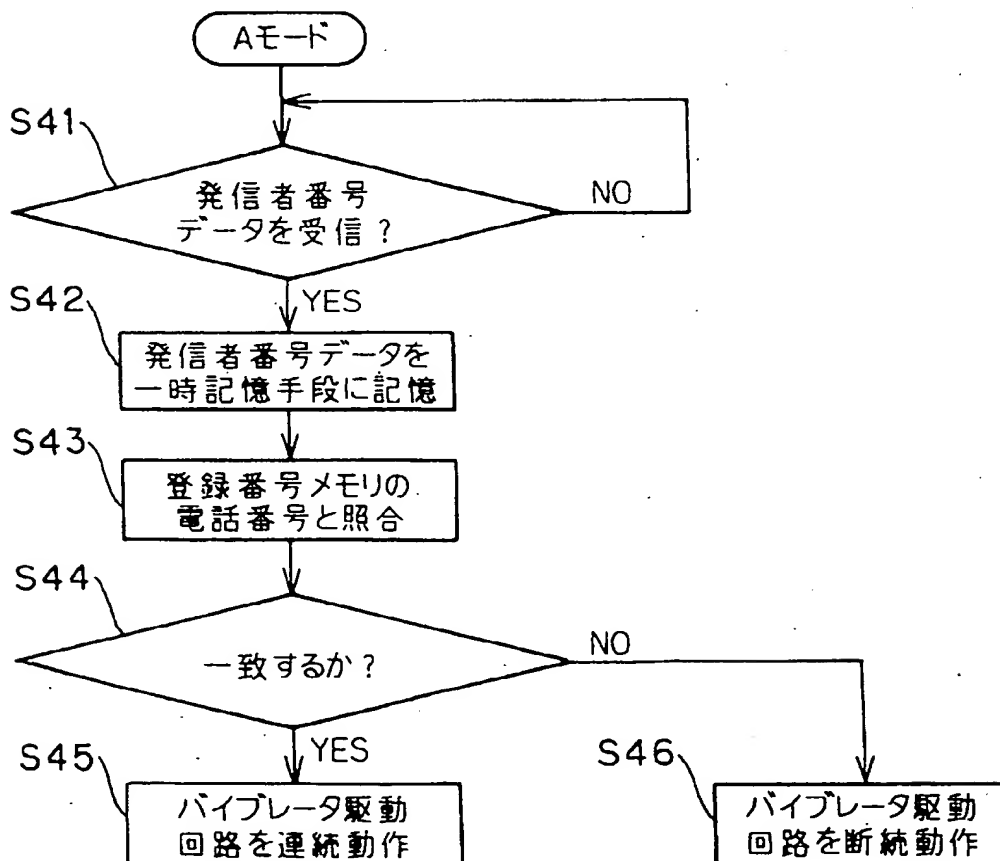 Aモード
S41
発信者番号
データを受信?
NO
YES
S42
発信者番号データを
一時記憶手段に記憶
S43
登録番号メモリの
電話番号と照合
S44
一致するか?
NO
YES
S45
バイブレータ駆動
回路を連続動作
S46
バイブレータ駆動
回路を断続動作